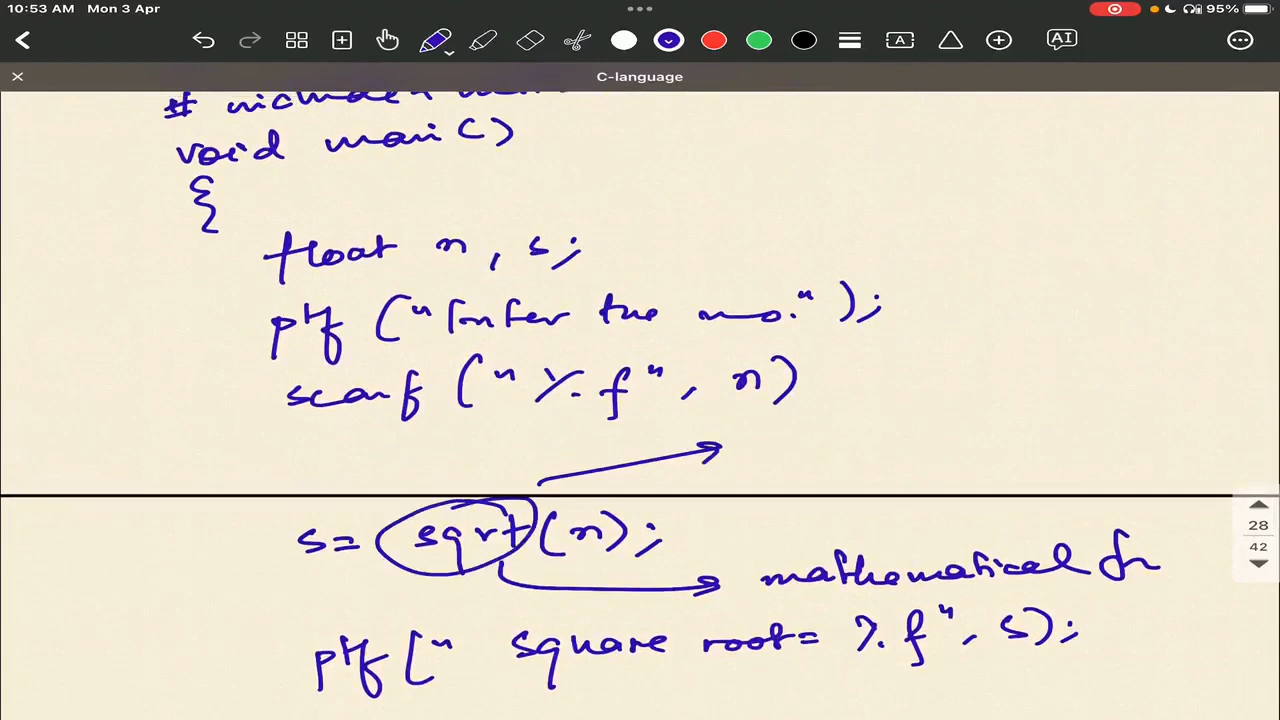 10:53 AM Mon 3 Apr
95%
AI
C-language
void main()
{
float n, s;
ptf ("Enter the no.");
scanf ("%f", n)
s= sqrt(n);
28
42
mathematical fn
ptf(" square root= %f", s);